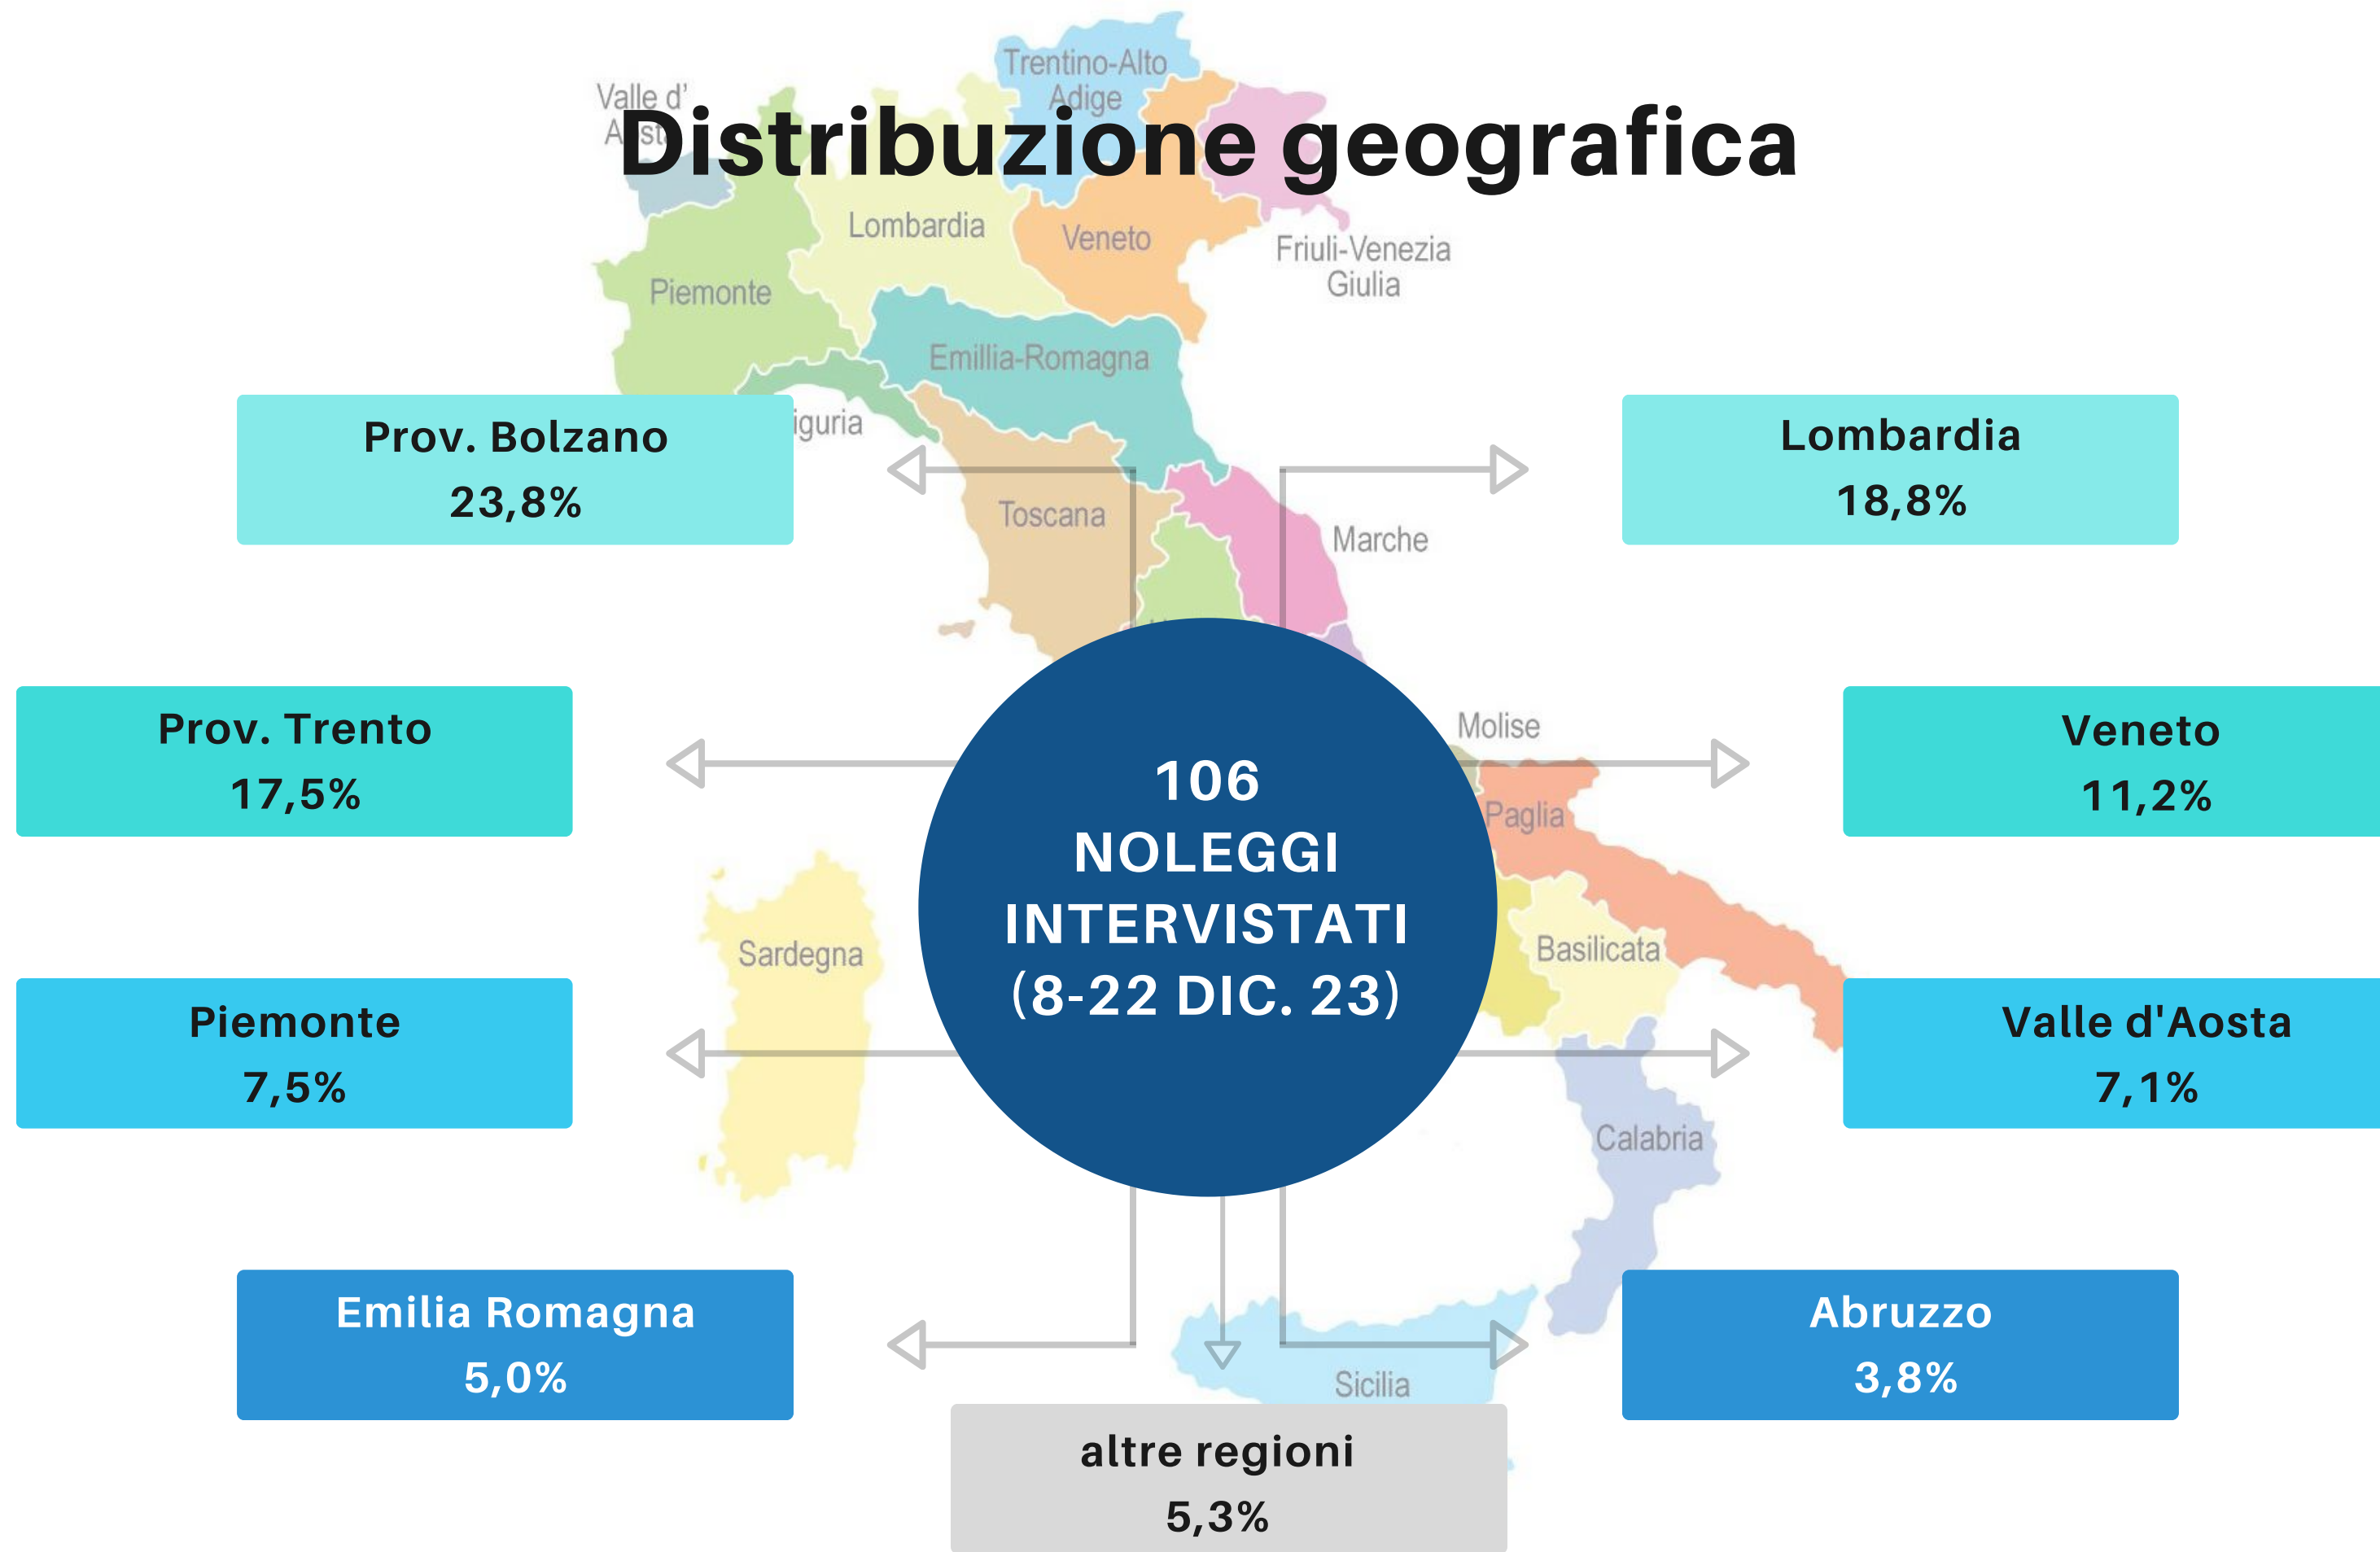 Trentino-Alto
Adige
Valle d'
Distribuzione geografica
Lombardia
Veneto
Friuli-Venezia
Giulia
Piemonte
Emillia-Romagna
iguria
Prov. Bolzano
23,8%
Lombardia
18,8%
Toscana
Marche
Prov. Trento
17,5%
Molise
Veneto
11,2%
Paglia
106
NOLEGGI
INTERVISTATI
(8-22 DIC. 23)
Sardegna
Basilicata
Piemonte
7,5%
Valle d'Aosta
7,1%
Calabria
Emilia Romagna
5,0%
Abruzzo
3,8%
Sicilia
altre regioni
5,3%